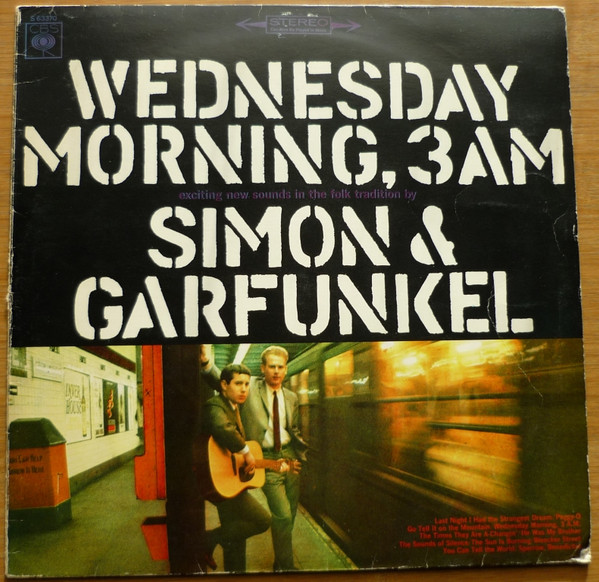 S 63370
CBS
STEREO
WEDNESDAY
MORNING, 3AM
exciting new sounds in the folk tradition by
SIMON &
GARFUNKEL
Last Night I Had the Strangest Dream Peggy-O
Go Tell It on the Mountain Wednesday Morning, 3 A.M.
The Times They Are A-Changin' He Was My Brother
The Sounds of Silence The Sun Is Burning Bleecker Street
You Can Tell the World Sparrow Benedictus